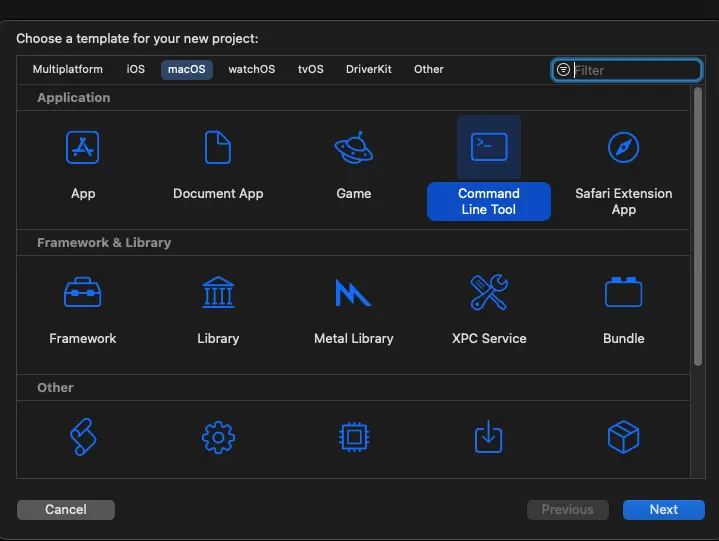 Choose a template for your new project:
Multiplatform iOS macOS watchOS tvOS DriverKit Other Filter
Application
App Document App Game Command Line Tool Safari Extension App
Framework & Library
Framework Library Metal Library XPC Service Bundle
Other
Cancel Previous Next